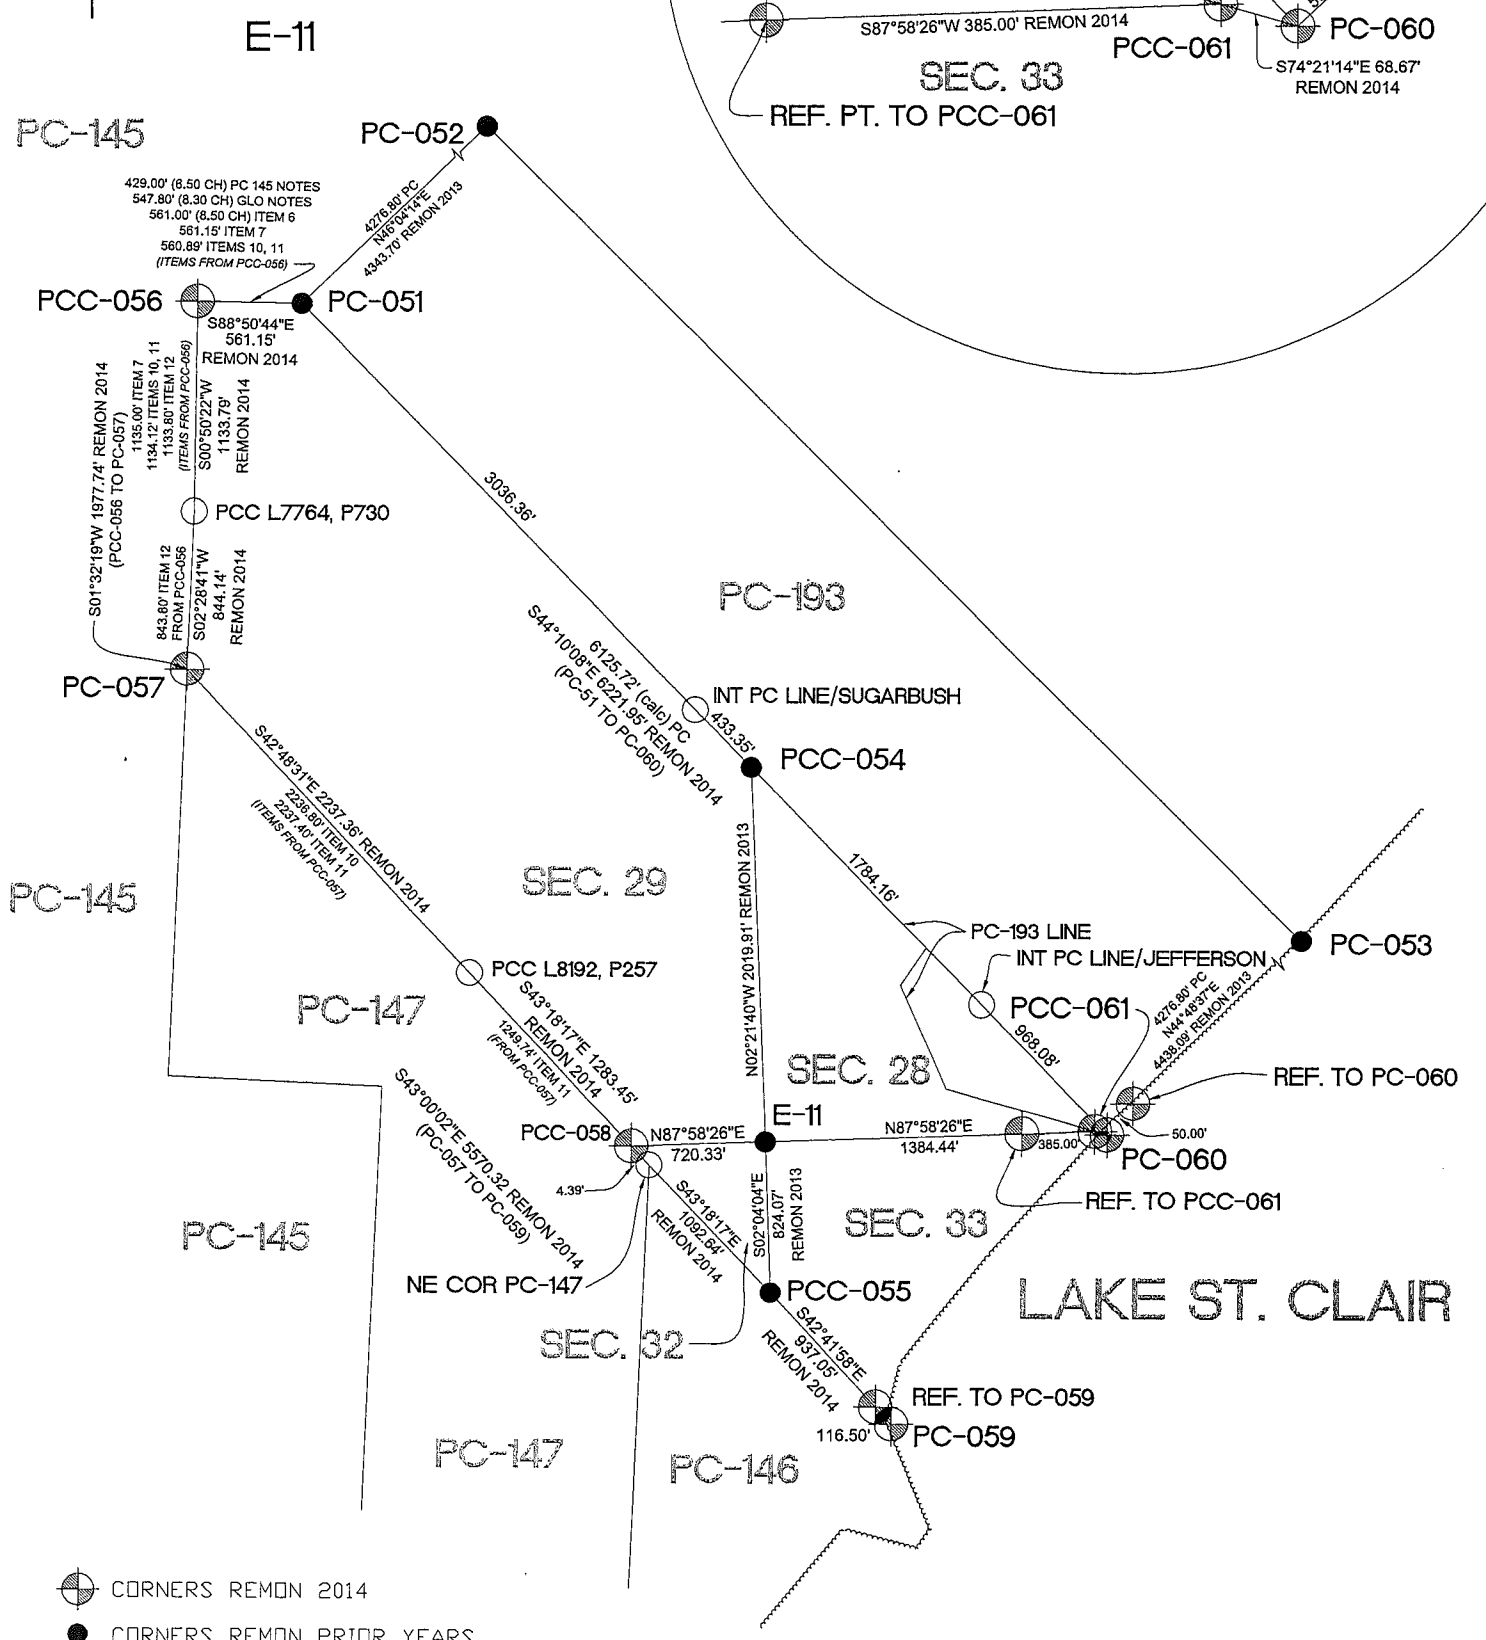 E-11
S87°58'26"W 385.00' REMON 2014
PCC-061
PC-060
S74°21'14"E 68.67'
REMON 2014
SEC. 33
REF. PT. TO PCC-061
PC-145
PC-052
429.00' (6.50 CH) PC 145 NOTES
547.80' (8.30 CH) GLO NOTES
561.00' (8.50 CH) ITEM 6
561.15' ITEM 7
560.89' ITEMS 10, 11
(ITEMS FROM PCC-056)
4276.80' PC
N46°04'14"E
4343.70' REMON 2013
PCC-056
PC-051
S88°50'44"E
561.15'
REMON 2014
S01°32'19"W 1977.74' REMON 2014
(PCC-056 TO PC-057)
1135.00' ITEM 7
1134.12' ITEMS 10, 11
1133.80' ITEM 12
(ITEMS FROM PCC-056)
S00°50'22"W
1133.79'
REMON 2014
PCC L7764, P730
843.80' ITEM 12
FROM PCC-056
S02°28'41"W
844.14'
REMON 2014
PC-057
3036.36'
PC-193
6125.72' (calc) PC
S44°10'08"E 6221.95' REMON 2014
(PC-51 TO PC-060)
INT PC LINE/SUGARBUSH
433.35'
PCC-054
S42°48'31"E 2237.36' REMON 2014
2236.80' ITEM 10
2237.40' ITEM 11
(ITEMS FROM PCC-057)
PC-145
SEC. 29
N02°21'40"W 2019.91' REMON 2013
1784.16'
PC-193 LINE
INT PC LINE/JEFFERSON
PC-053
PCC L8192, P257
PC-147
S43°18'17"E 1283.45'
REMON 2014
1249.74' ITEM 11
(FROM PCC-057)
PCC-061
968.08'
4276.80' PC
N44°48'37"E
4438.09' REMON 2013
SEC. 28
REF. TO PC-060
S43°00'02"E 5570.32 REMON 2014
(PC-057 TO PC-059)
PCC-058
N87°58'26"E
720.33'
E-11
N87°58'26"E
1384.44'
385.00'
50.00'
PC-060
4.39'
REF. TO PCC-061
PC-145
S43°18'17"E
1092.64'
REMON 2014
S02°04'04"E
824.07'
REMON 2013
SEC. 33
NE COR PC-147
PCC-055
LAKE ST. CLAIR
SEC. 32
S42°41'58"E
937.05'
REMON 2014
REF. TO PC-059
116.50'
PC-059
PC-147
PC-146
CORNERS REMON 2014
CORNERS REMON PRIOR YEARS